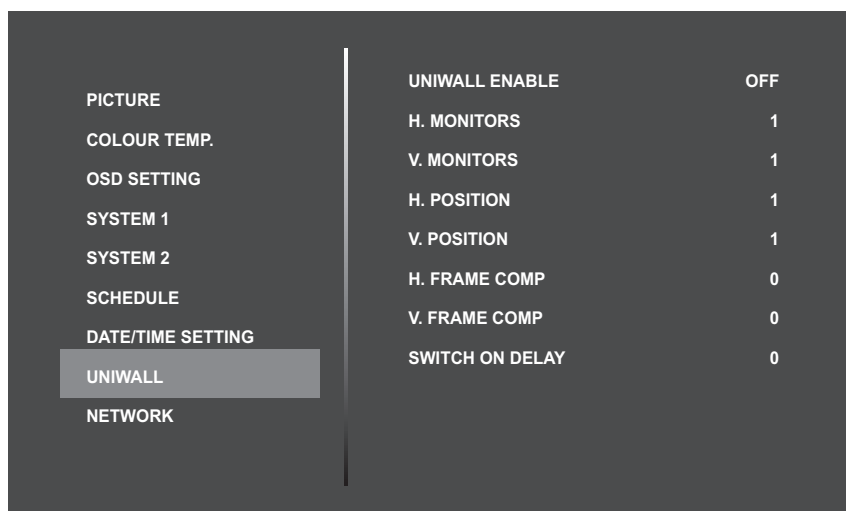 PICTURE
COLOUR TEMP.
OSD SETTING
SYSTEM 1
SYSTEM 2
SCHEDULE
DATE/TIME SETTING
UNIWALL
NETWORK
UNIWALL ENABLE OFF
H. MONITORS 1
V. MONITORS 1
H. POSITION 1
V. POSITION 1
H. FRAME COMP 0
V. FRAME COMP 0
SWITCH ON DELAY 0